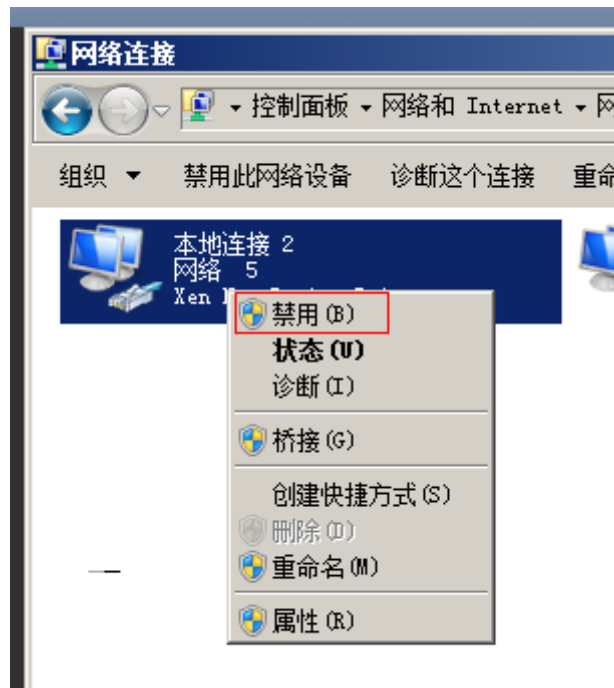 网络连接
控制面板 网络和 Internet
组织 禁用此网络设备 诊断这个连接 重命
本地连接 2
网络 5
Xen
禁用(B)
状态(U)
诊断(I)
桥接(G)
创建快捷方式(S)
删除(D)
重命名(M)
属性(R)